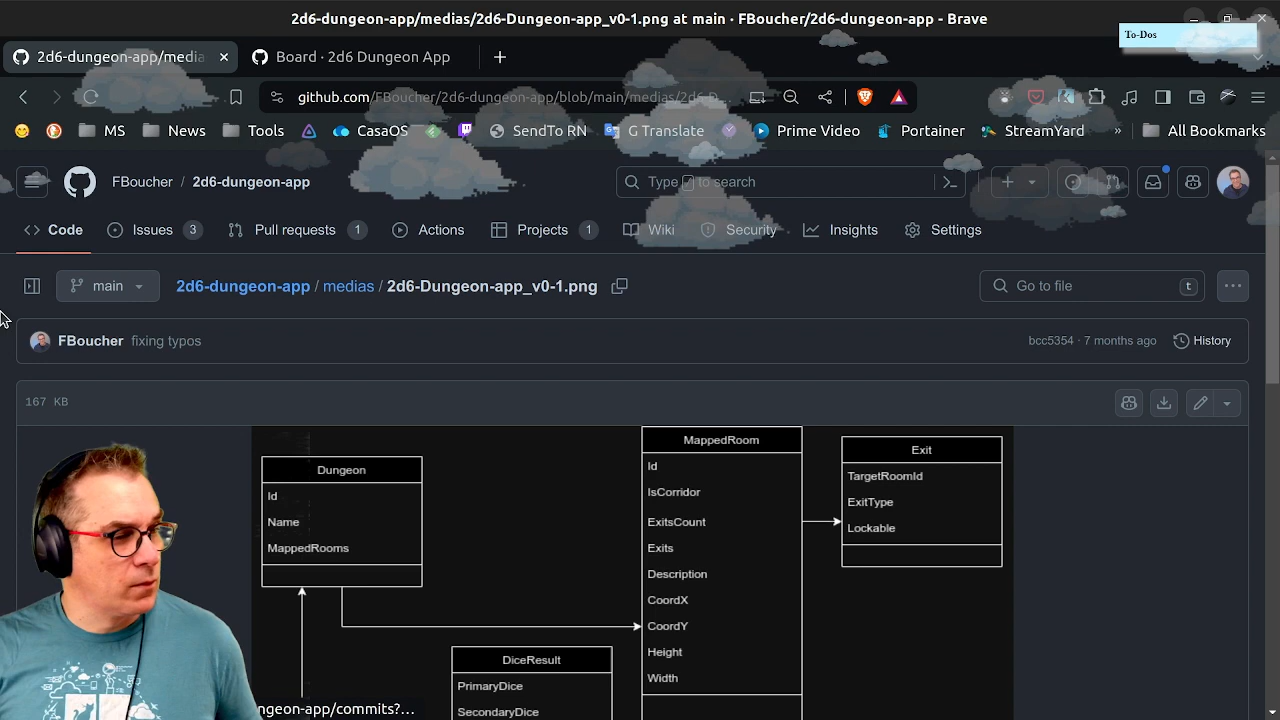 2d6-dungeon-app/medias/2d6-Dungeon-app_v0-1.png at main · FBoucher/2d6-dungeon-app - Brave
To-Dos
2d6-dungeon-app/media
Board · 2d6 Dungeon App
github.com/FBoucher/2d6-dungeon-app/blob/main/medias/2d6-D...
MS
News
Tools
CasaOS
SendTo RN
G Translate
Prime Video
Portainer
StreamYard
»
All Bookmarks
FBoucher / 2d6-dungeon-app
Type / to search
Code
Issues 3
Pull requests 1
Actions
Projects 1
Wiki
Security
Insights
Settings
main
2d6-dungeon-app / medias / 2d6-Dungeon-app_v0-1.png
Go to file
t
FBoucher fixing typos
bcc5354 · 7 months ago
History
167 KB
Dungeon
Id
Name
MappedRooms
MappedRoom
Id
IsCorridor
ExitsCount
Exits
Description
CoordX
CoordY
Height
Width
Exit
TargetRoomId
ExitType
Lockable
DiceResult
PrimaryDice
SecondaryDice
ngeon-app/commits?...